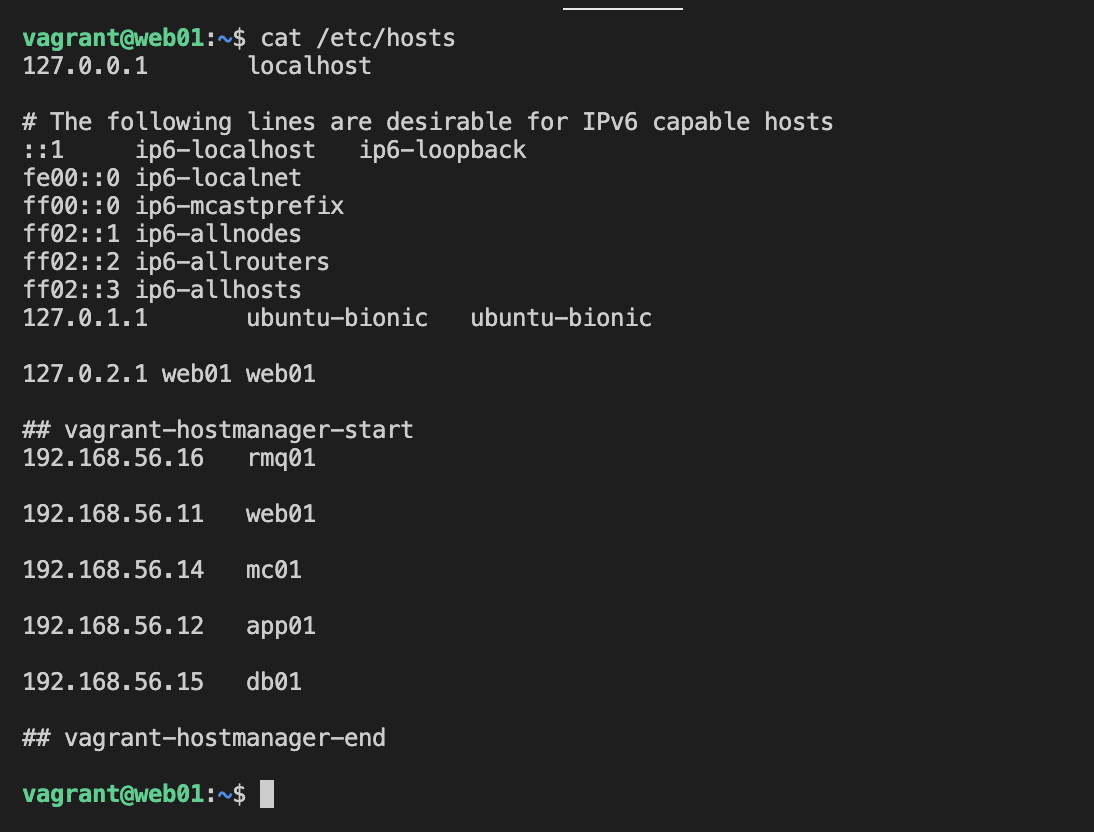 vagrant@web01:~$ cat /etc/hosts
127.0.0.1       localhost
# The following lines are desirable for IPv6 capable hosts
::1     ip6-localhost   ip6-loopback
fe00::0 ip6-localnet
ff00::0 ip6-mcastprefix
ff02::1 ip6-allnodes
ff02::2 ip6-allrouters
ff02::3 ip6-allhosts
127.0.1.1       ubuntu-bionic   ubuntu-bionic
127.0.2.1 web01 web01
## vagrant-hostmanager-start
192.168.56.16   rmq01
192.168.56.11   web01
192.168.56.14   mc01
192.168.56.12   app01
192.168.56.15   db01
## vagrant-hostmanager-end
vagrant@web01:~$